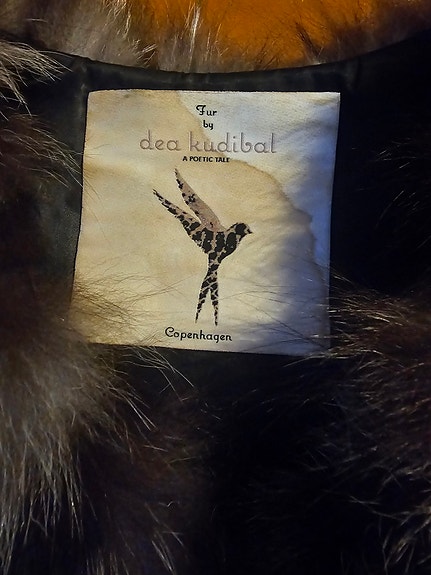 Fur
by
dea kudibal
A POETIC TALE
Copenhagen